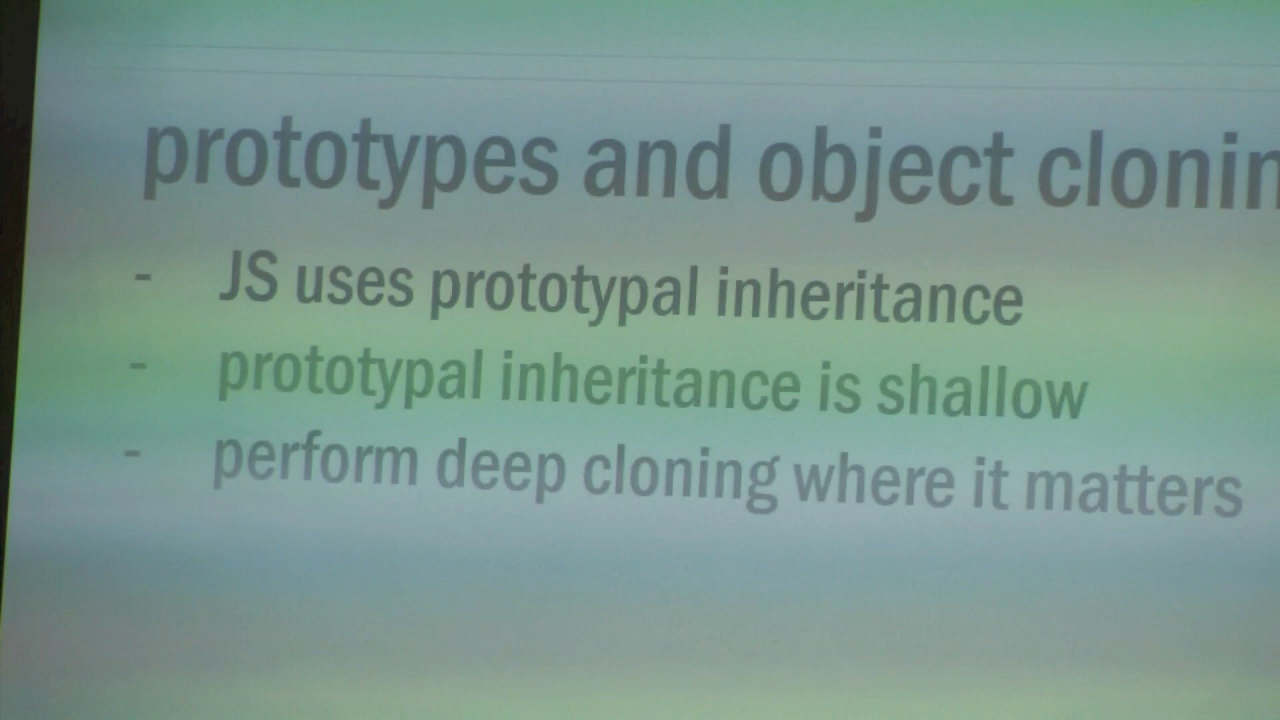 prototypes and object clonin
- JS uses prototypal inheritance
- prototypal inheritance is shallow
- perform deep cloning where it matters